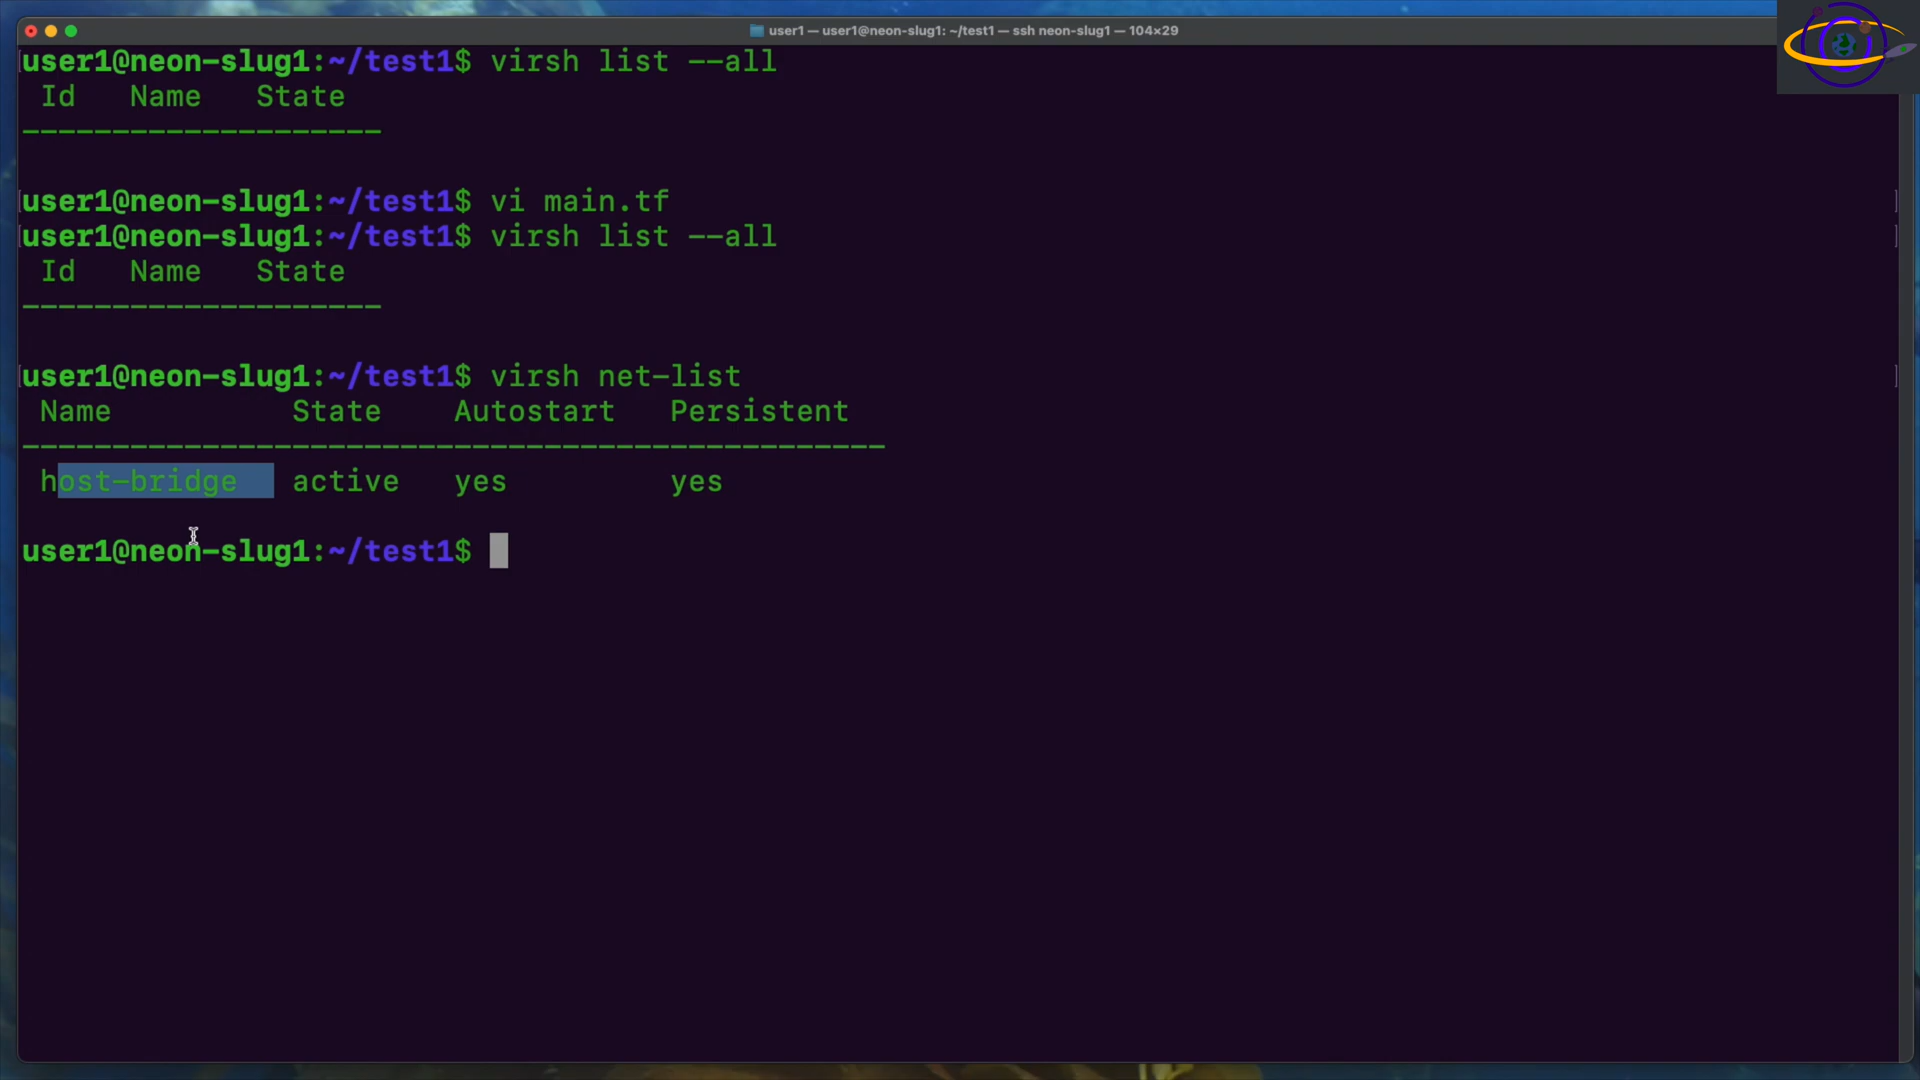 user1 — user1@neon-slug1: ~/test1 — ssh neon-slug1 — 104×29
user1@neon-slug1:~/test1$ virsh list --all
Id Name State
--------------------
user1@neon-slug1:~/test1$ vi main.tf
user1@neon-slug1:~/test1$ virsh list --all
Id Name State
--------------------
user1@neon-slug1:~/test1$ virsh net-list
Name State Autostart Persistent
------------------------------------------------
host-bridge active yes yes
user1@neon-slug1:~/test1$